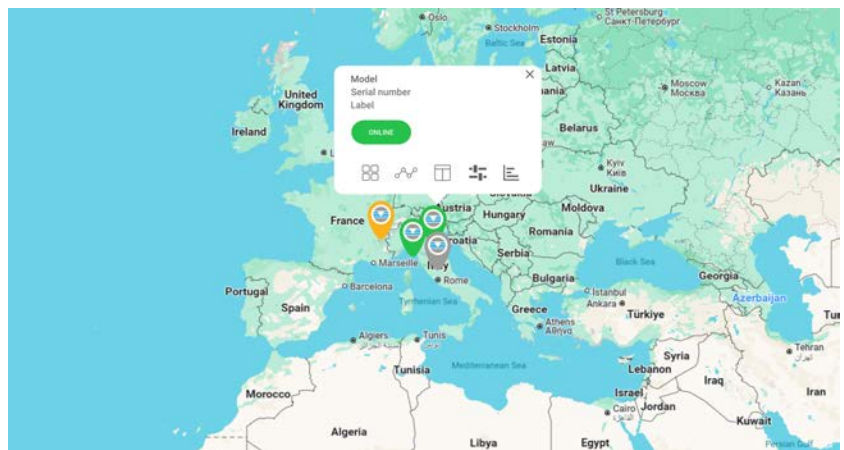 Oslo
St Petersburg
Санкт-Петербург
Stockholm
Baltic Sea
Estonia
Latvia
Model
Serial number
Label
ONLINE
United
Kingdom
Ireland
Moscow
Москва
Kazan
Казань
Belarus
Kyiv
Київ
Ukraine
France
Austria
Hungary
Moldova
Romania
Serbia
Marseille
Italy
Rome
Bulgaria
Black Sea
Georgia
Azerbaijan
Portugal
Barcelona
Spain
Tyrrhenian Sea
Greece
Istanbul
Ankara
Türkiye
Athens
Αθήνα
Algiers
Tunis
تونس
Tunisia
Mediterranean Sea
Syria
Lebanon
Tehran
تهران
Iraq
Iran
Israel
Jordan
Cairo
القاهرة
Kuwait
Morocco
Algeria
Libya
Egypt
Persian Gulf